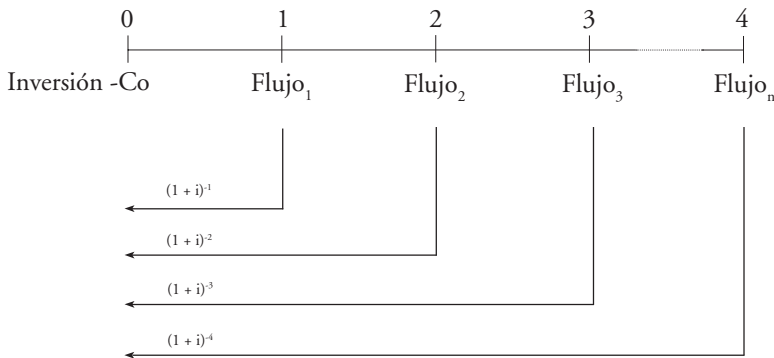 0 1 2 3 4
Inversión -Co Flujo₁ Flujo₂ Flujo₃ Flujoₙ
(1 + i)⁻¹
(1 + i)⁻²
(1 + i)⁻³
(1 + i)⁻⁴